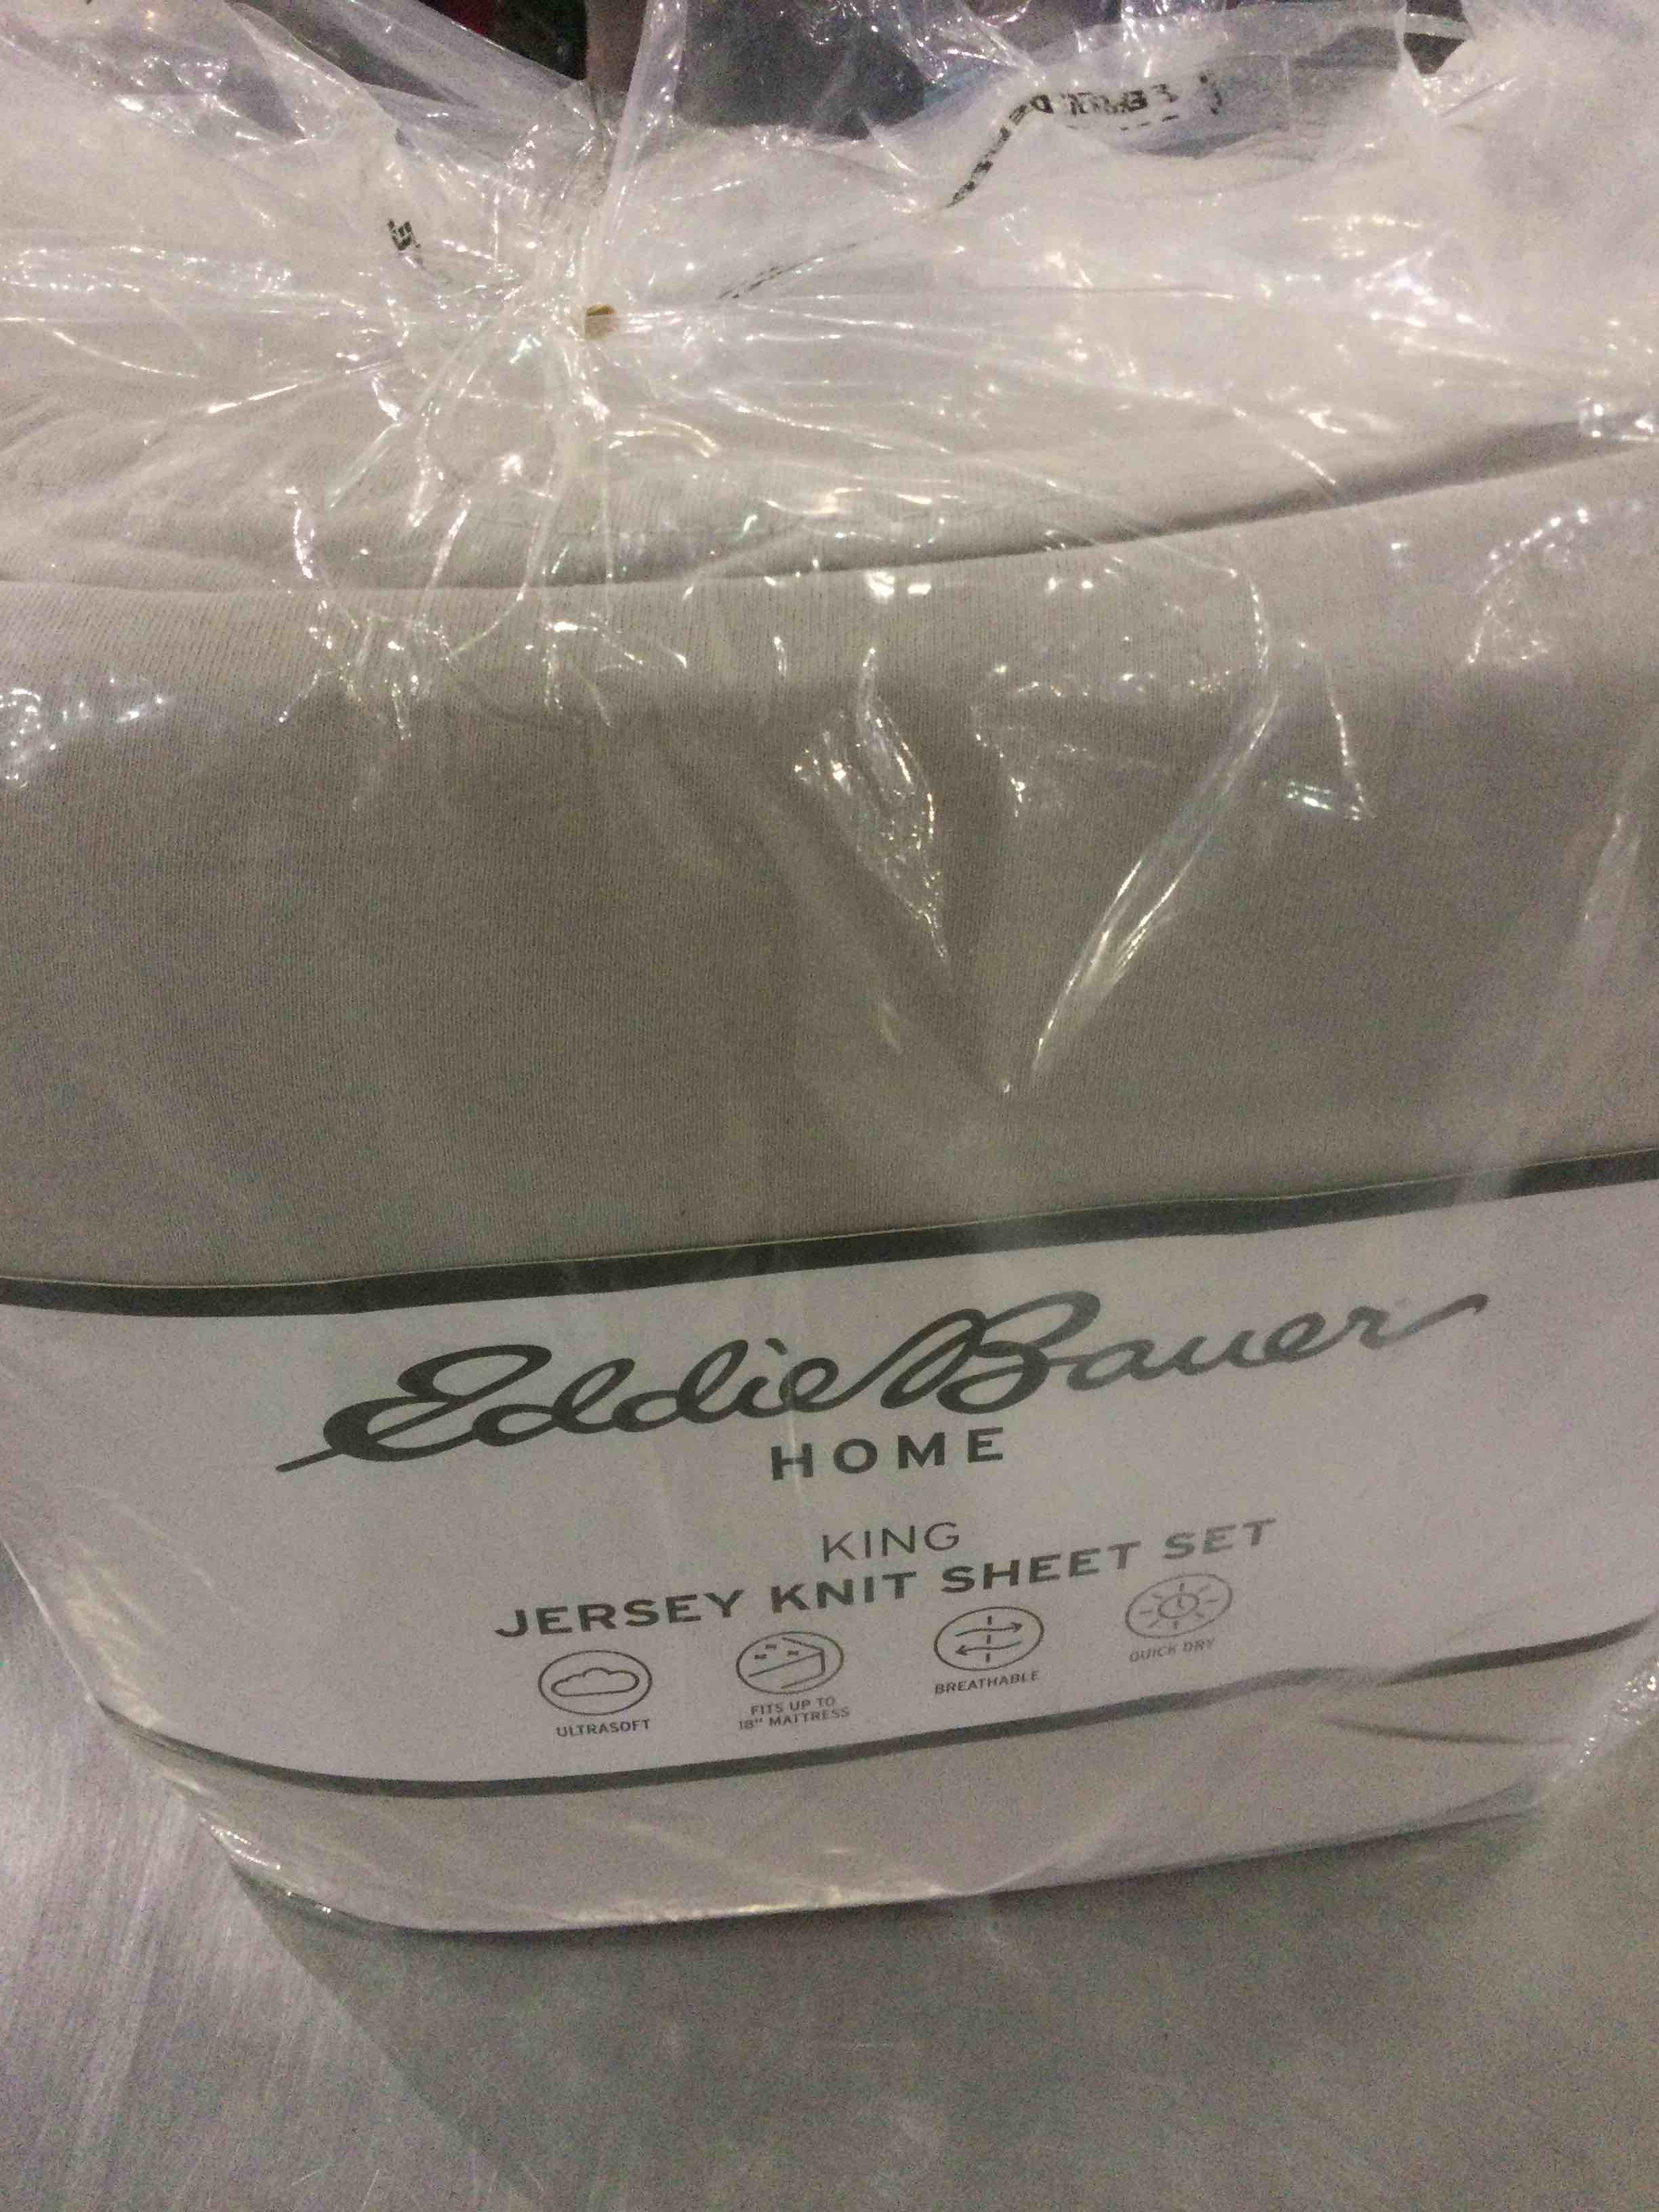 Eddie Bauer
HOME
KING
JERSEY KNIT SHEET SET
ULTRASOFT
FITS UP TO
18" MATTRESS
BREATHABLE
QUICK DRY